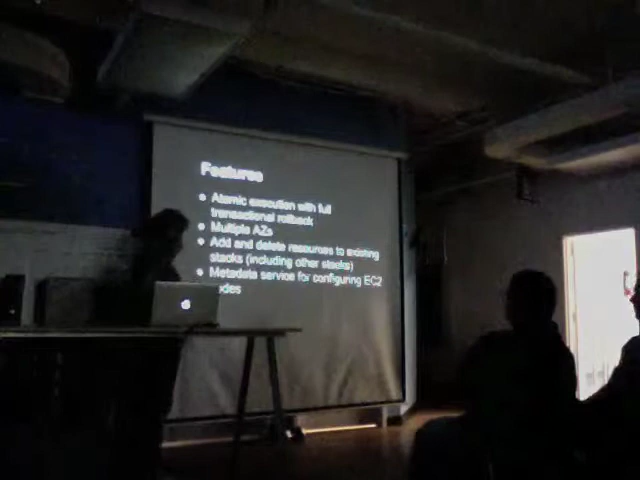 Features
• Atomic execution with full
transactional rollback
• Multiple AZs
• Add and delete resources to existing
stacks (including other stacks)
• Metadata service for configuring EC2
odes